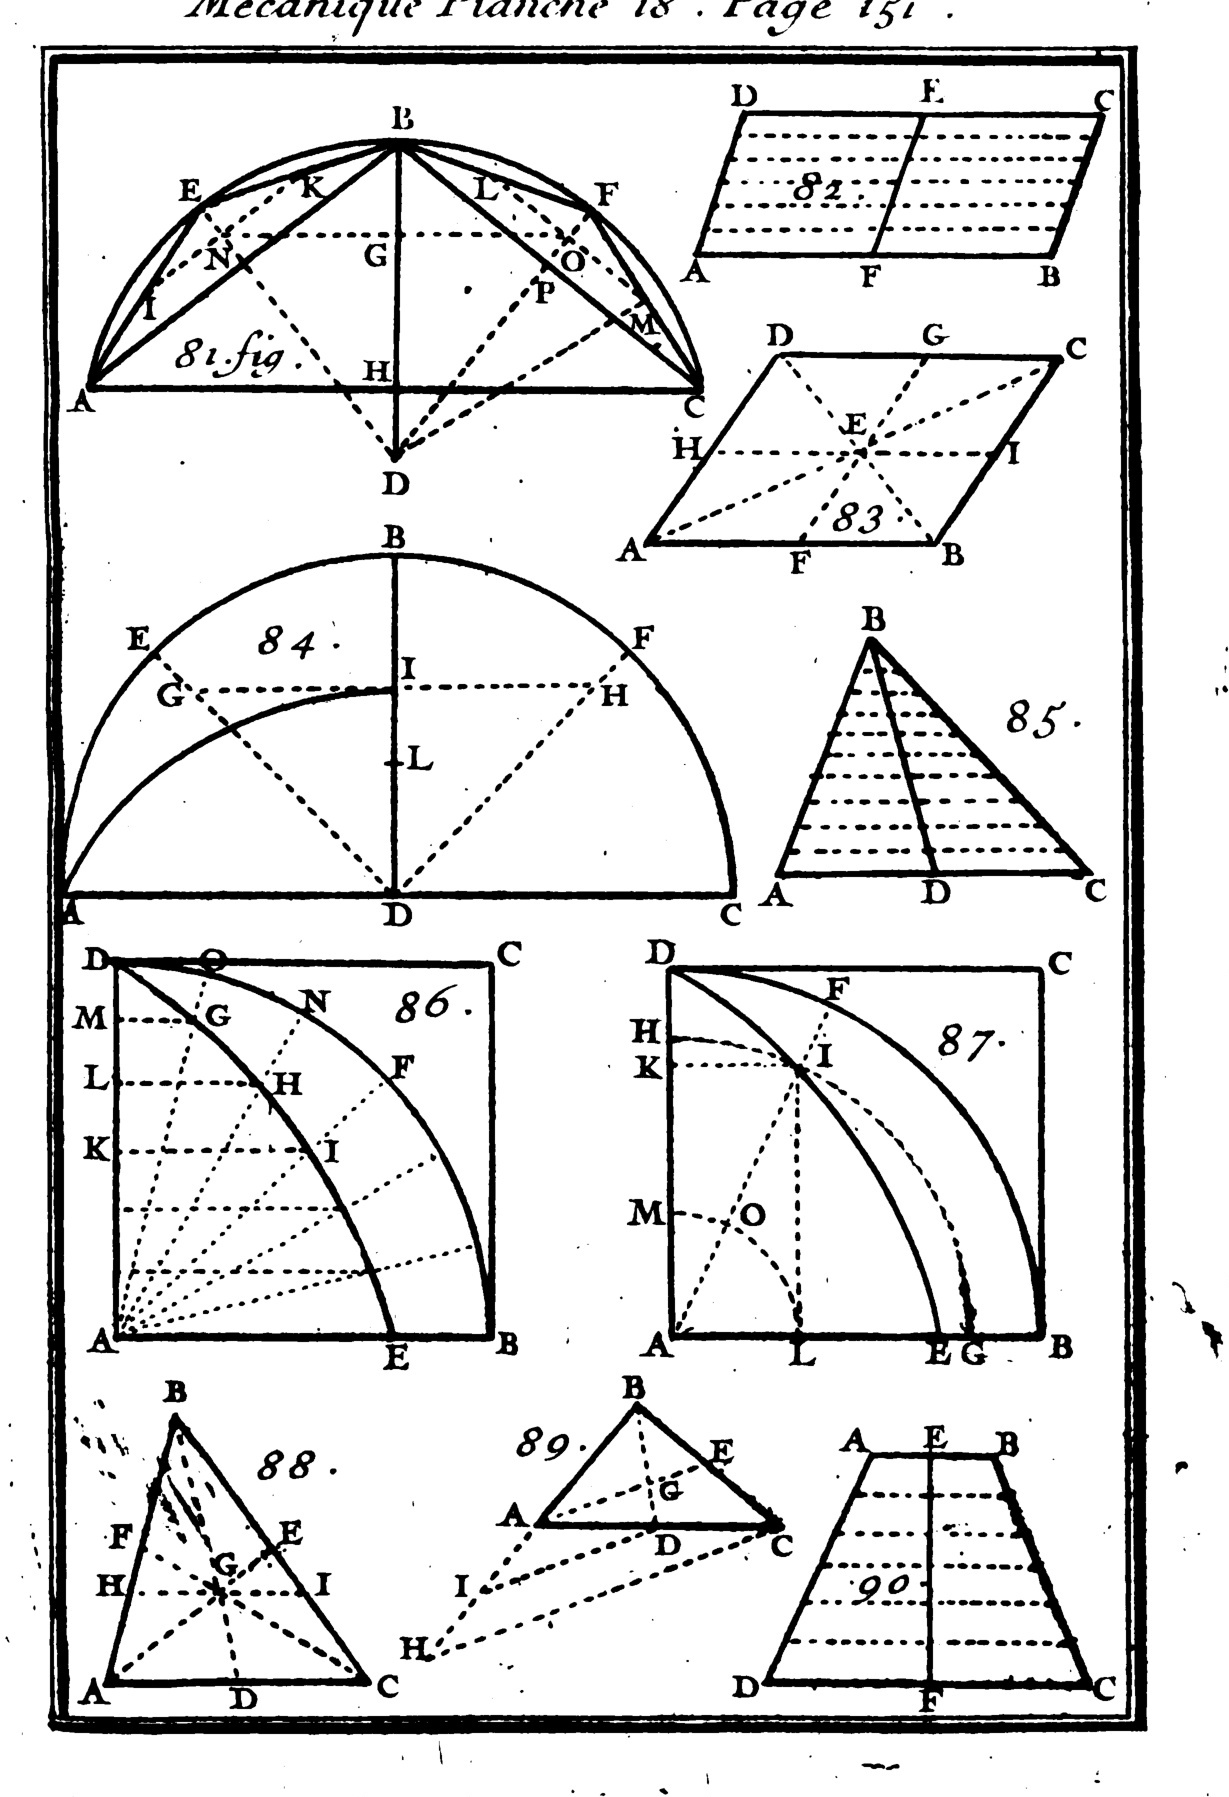 Mecanique Planche 18 . Page 151 .
B
E K L F
N G O
I P M
81.fig . H
A C
D
D E C
82 .
A F B
D G C
H E I
83 .
A F B
B
E 84 . F
G I H
L
A D C
B
85 .
A D C
D O C
M G N 86 .
L H F
K I
A E B
D C
F
H I 87 .
K
M O
A L E G B
B
88 .
F E
H G I
A D C
B
89 . E
G
A D C
I
H
A E B
90
D F C